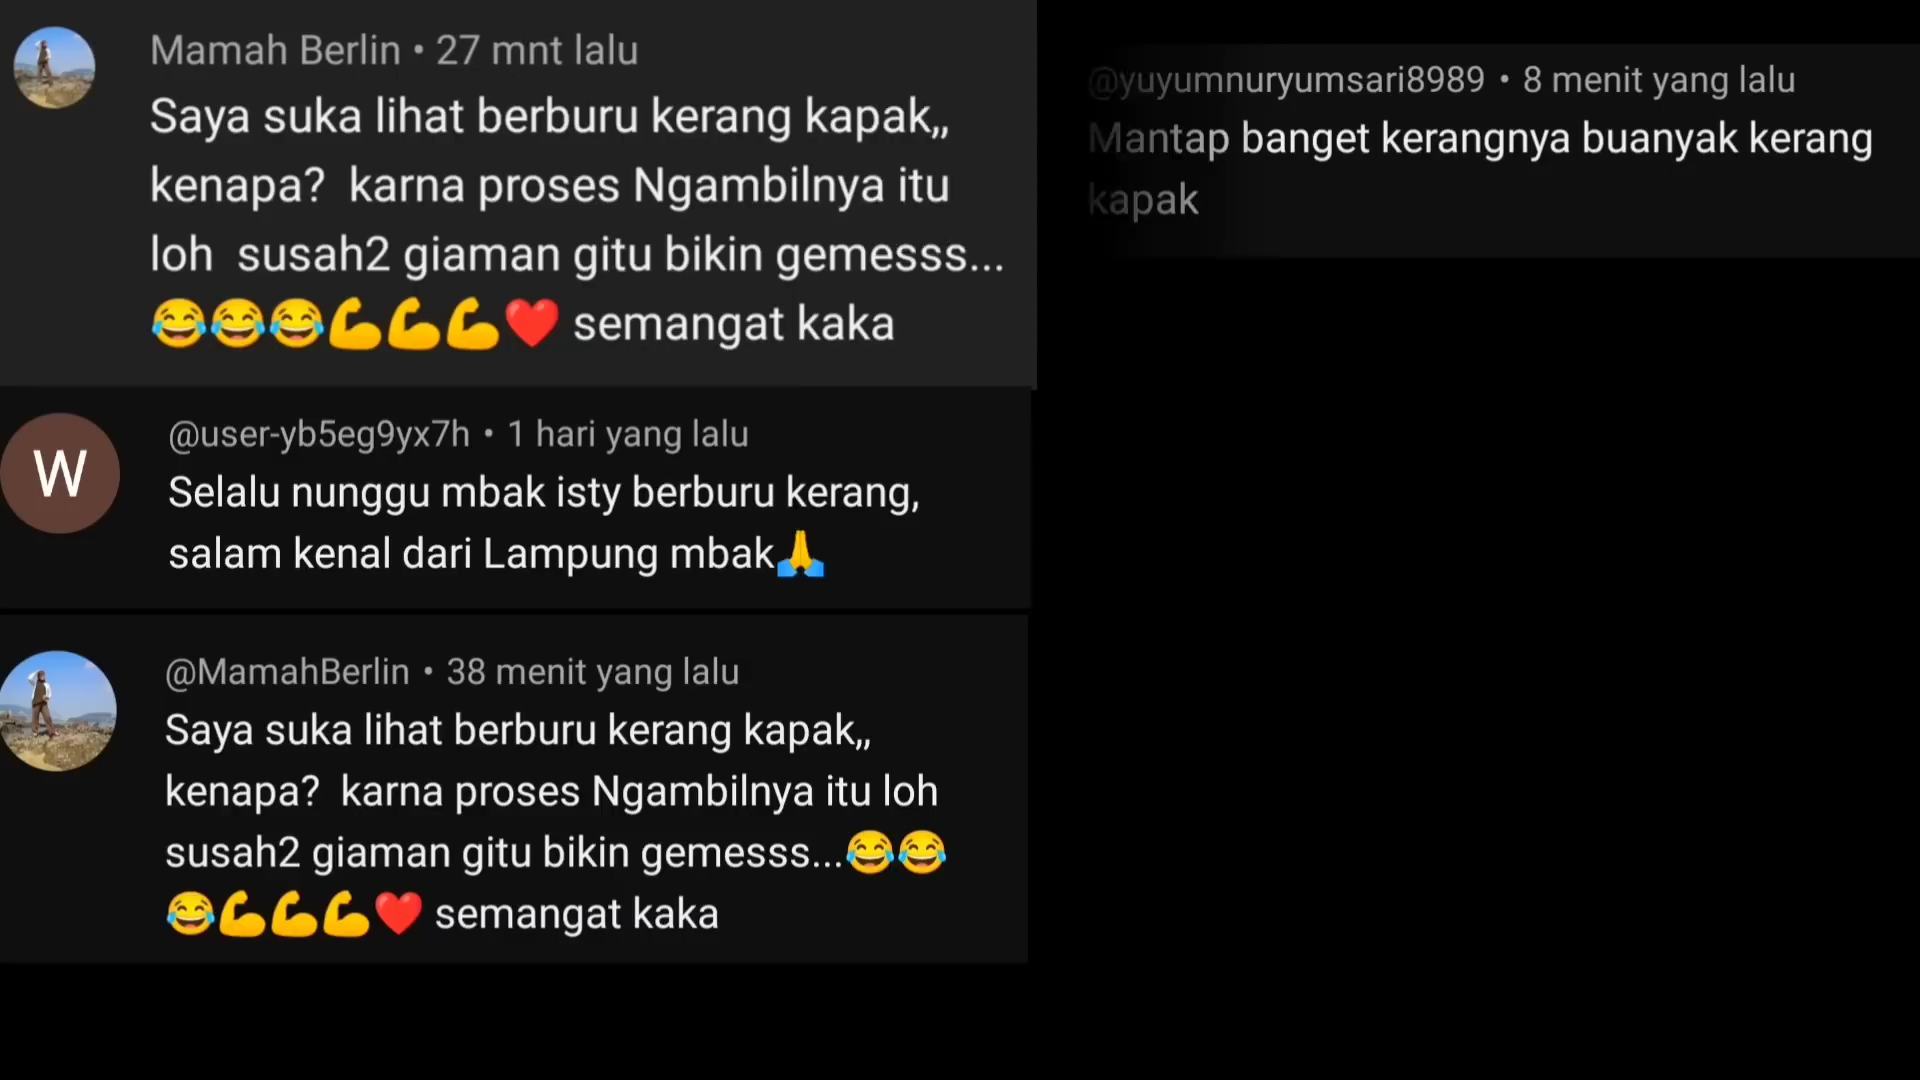 Mamah Berlin • 27 mnt lalu
Saya suka lihat berburu kerang kapak,,
kenapa?  karna proses Ngambilnya itu
loh  susah2 giaman gitu bikin gemesss...
😂😂😂💪💪💪❤️ semangat kaka
W
@user-yb5eg9yx7h • 1 hari yang lalu
Selalu nunggu mbak isty berburu kerang,
salam kenal dari Lampung mbak🙏
@MamahBerlin • 38 menit yang lalu
Saya suka lihat berburu kerang kapak,,
kenapa?  karna proses Ngambilnya itu loh
susah2 giaman gitu bikin gemesss...😂😂
😂💪💪💪❤️ semangat kaka
@yuyumnuryumsari8989 • 8 menit yang lalu
Mantap banget kerangnya buanyak kerang
kapak